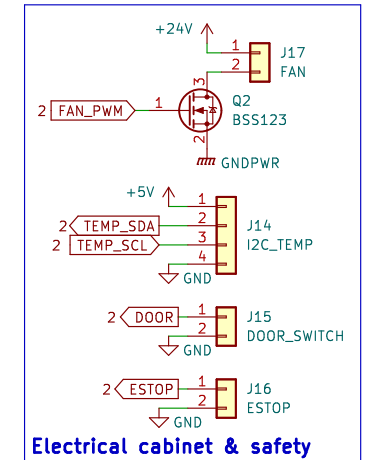 +24V
1 J17
2 FAN
3
Q2
2 FAN_PWM 1
BSS123
2
GNDPWR
+5V
1
2 TEMP_SDA 2 J14
2 TEMP_SCL 3 I2C_TEMP
4
GND
2 DOOR 1 J15
2 DOOR_SWITCH
GND
2 ESTOP 1 J16
2 ESTOP
GND
Electrical cabinet & safety